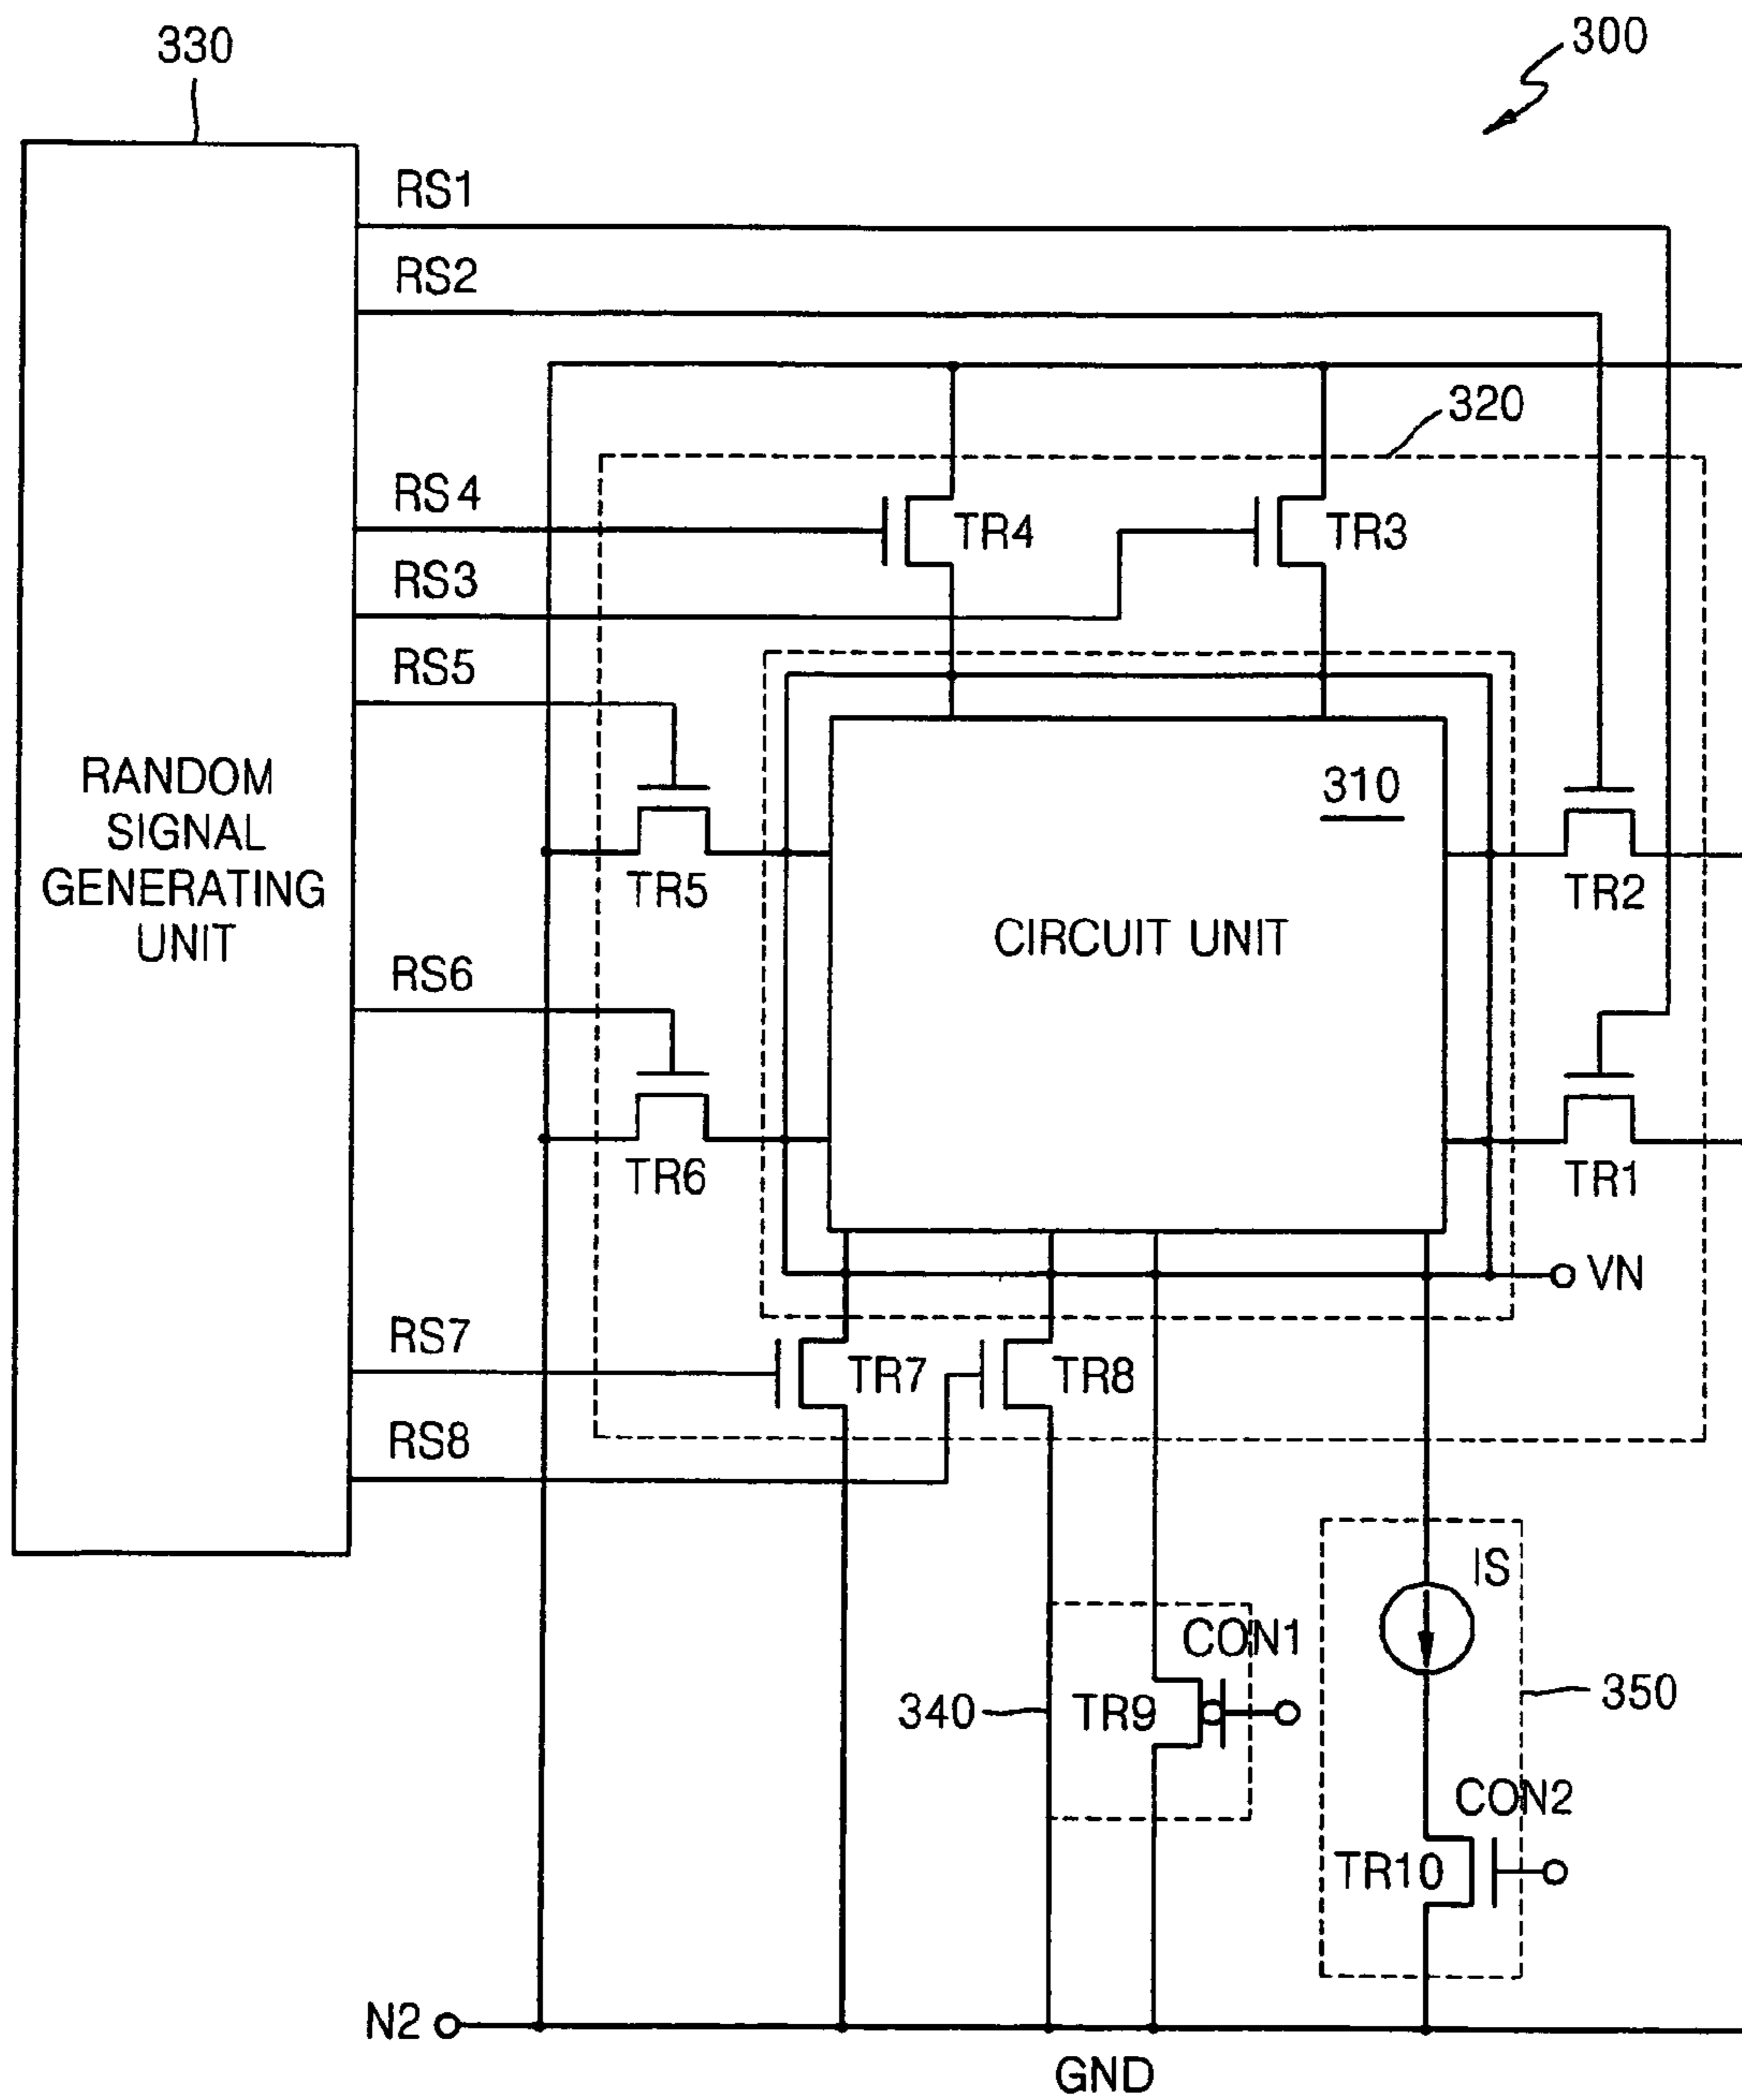 330
300
RS1
RS2
320
RS4
TR4
TR3
RS3
RS5
RANDOM
SIGNAL
GENERATING
UNIT
310
TR5
TR2
CIRCUIT UNIT
RS6
TR6
TR1
VN
RS7
TR7
TR8
RS8
IS
CON1
340
TR9
350
CON2
TR10
N2
GND